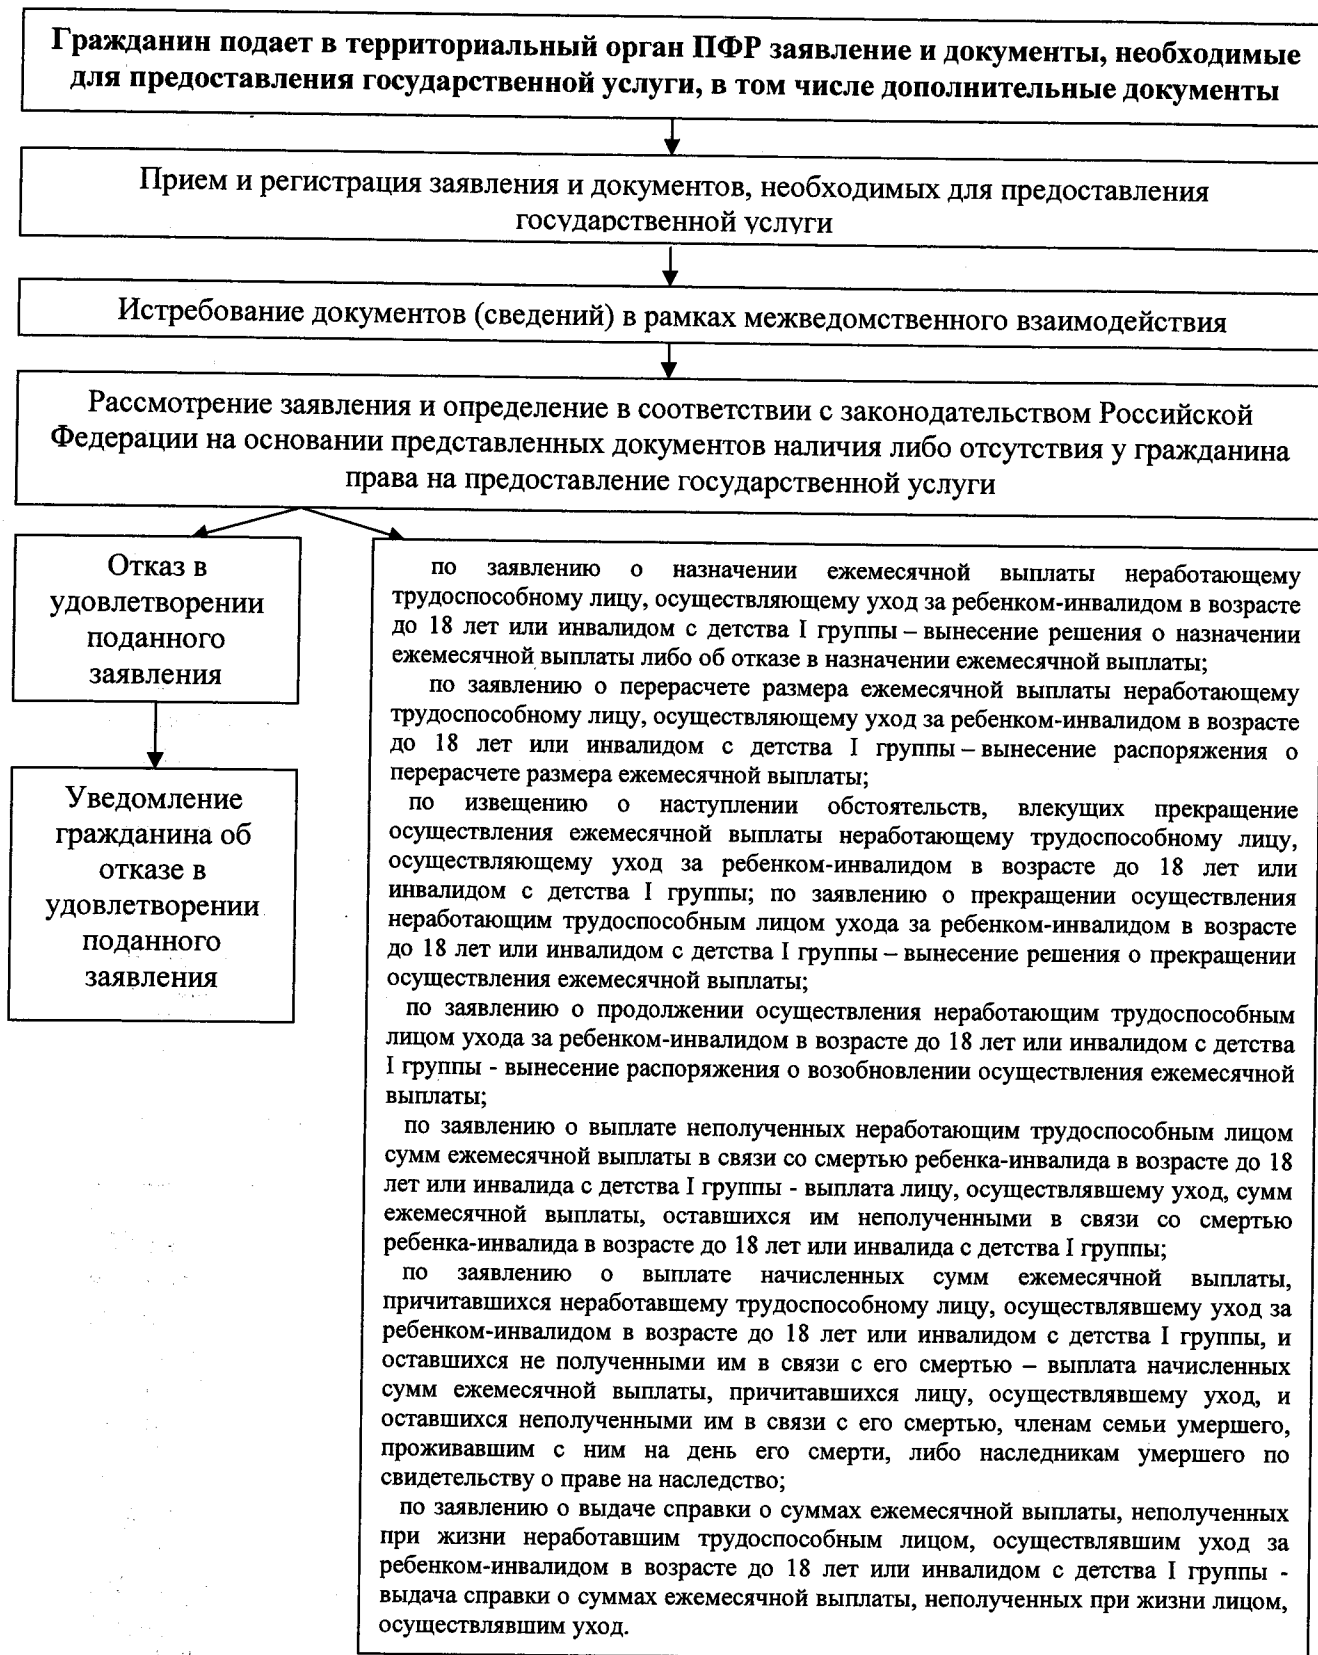 Гражданин подает в территориальный орган ПФР заявление и документы, необходимые
для предоставления государственной услуги, в том числе дополнительные документы
Прием и регистрация заявления и документов, необходимых для предоставления
государственной услуги
Истребование документов (сведений) в рамках межведомственного взаимодействия
Рассмотрение заявления и определение в соответствии с законодательством Российской
Федерации на основании представленных документов наличия либо отсутствия у гражданина
права на предоставление государственной услуги
Отказ в
удовлетворении
поданного
заявления
Уведомление
гражданина об
отказе в
удовлетворении
поданного
заявления
по заявлению о назначении ежемесячной выплаты неработающему
трудоспособному лицу, осуществляющему уход за ребенком-инвалидом в возрасте
до 18 лет или инвалидом с детства I группы – вынесение решения о назначении
ежемесячной выплаты либо об отказе в назначении ежемесячной выплаты;
по заявлению о перерасчете размера ежемесячной выплаты неработающему
трудоспособному лицу, осуществляющему уход за ребенком-инвалидом в возрасте
до 18 лет или инвалидом с детства I группы – вынесение распоряжения о
перерасчете размера ежемесячной выплаты;
по извещению о наступлении обстоятельств, влекущих прекращение
осуществления ежемесячной выплаты неработающему трудоспособному лицу,
осуществляющему уход за ребенком-инвалидом в возрасте до 18 лет или
инвалидом с детства I группы; по заявлению о прекращении осуществления
неработающим трудоспособным лицом ухода за ребенком-инвалидом в возрасте
до 18 лет или инвалидом с детства I группы – вынесение решения о прекращении
осуществления ежемесячной выплаты;
по заявлению о продолжении осуществления неработающим трудоспособным
лицом ухода за ребенком-инвалидом в возрасте до 18 лет или инвалидом с детства
I группы - вынесение распоряжения о возобновлении осуществления ежемесячной
выплаты;
по заявлению о выплате неполученных неработающим трудоспособным лицом
сумм ежемесячной выплаты в связи со смертью ребенка-инвалида в возрасте до 18
лет или инвалида с детства I группы - выплата лицу, осуществлявшему уход, сумм
ежемесячной выплаты, оставшихся им неполученными в связи со смертью
ребенка-инвалида в возрасте до 18 лет или инвалида с детства I группы;
по заявлению о выплате начисленных сумм ежемесячной выплаты,
причитавшихся неработавшему трудоспособному лицу, осуществлявшему уход за
ребенком-инвалидом в возрасте до 18 лет или инвалидом с детства I группы, и
оставшихся не полученными им в связи с его смертью – выплата начисленных
сумм ежемесячной выплаты, причитавшихся лицу, осуществлявшему уход, и
оставшихся неполученными им в связи с его смертью, членам семьи умершего,
проживавшим с ним на день его смерти, либо наследникам умершего по
свидетельству о праве на наследство;
по заявлению о выдаче справки о суммах ежемесячной выплаты, неполученных
при жизни неработавшим трудоспособным лицом, осуществлявшим уход за
ребенком-инвалидом в возрасте до 18 лет или инвалидом с детства I группы -
выдача справки о суммах ежемесячной выплаты, неполученных при жизни лицом,
осуществлявшим уход.